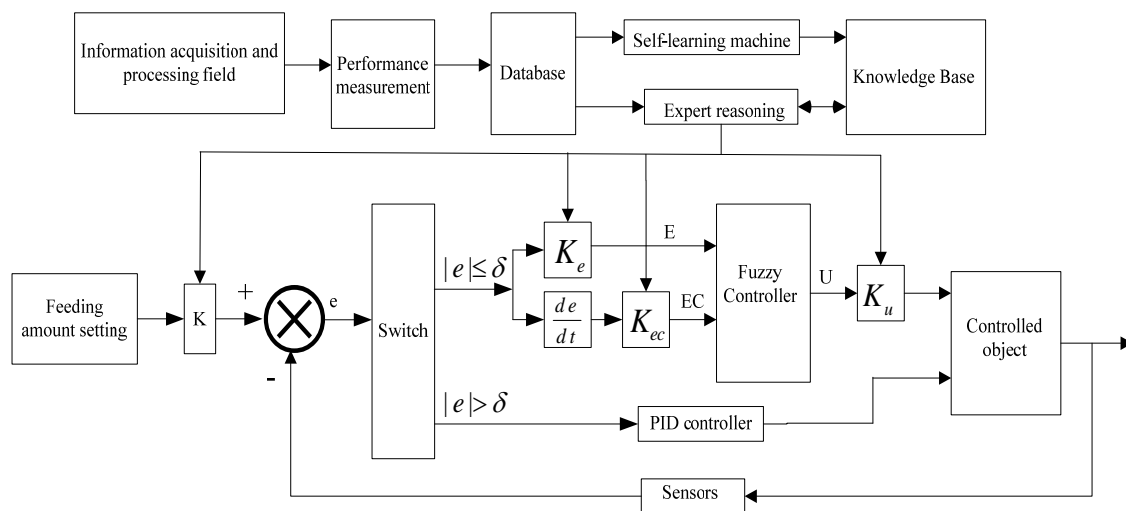 Information acquisition and
processing field
Performance
measurement
Database
Self-learning machine
Expert reasoning
Knowledge Base
Feeding
amount setting
K
+
-
e
Switch
|e|≤δ
|e|>δ
K_e
de
dt
K_ec
E
EC
Fuzzy
Controller
U
K_u
Controlled
object
PID controller
Sensors